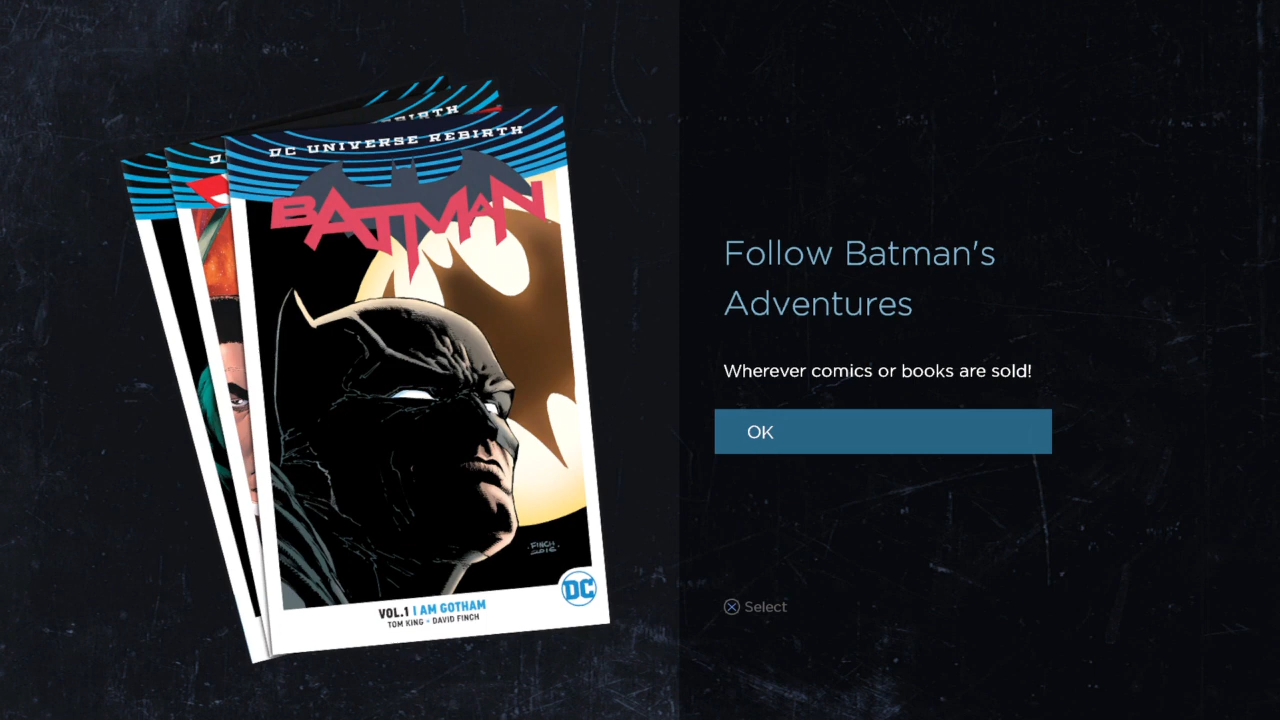 REBIRTH
D
DC UNIVERSE REBIRTH
BATMAN
FINCH
2016
VOL.1 I AM GOTHAM
TOM KING • DAVID FINCH
DC
Follow Batman's
Adventures
Wherever comics or books are sold!
OK
Select